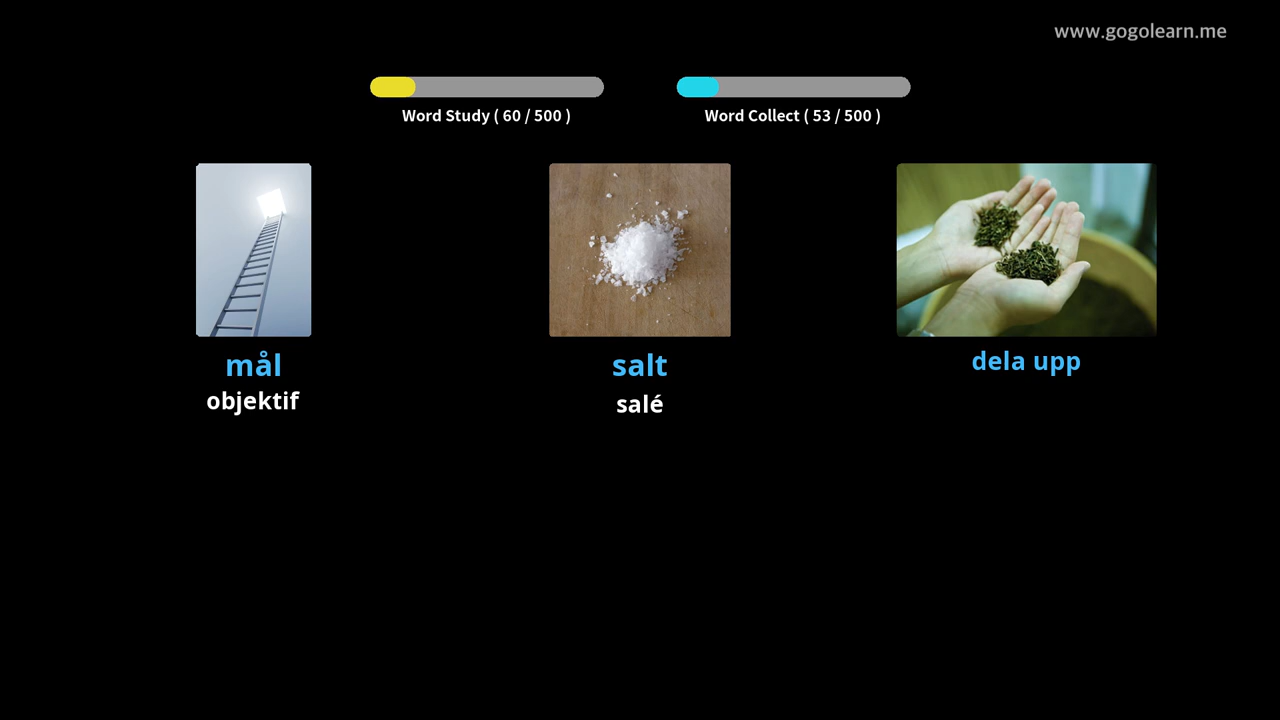 www.gogolearn.me
Word Study ( 60 / 500 )
Word Collect ( 53 / 500 )
mål
objektif
salt
salé
dela upp